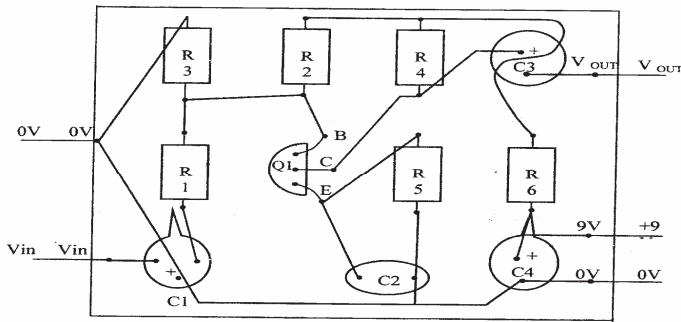 R 3
R 2
R 4
+
C3
V OUT
V OUT
0V
0V
B
Q1
C
E
R 1
R 5
R 6
Vin
Vin
+
C1
C2
+
C4
9V
+9
0V
0V